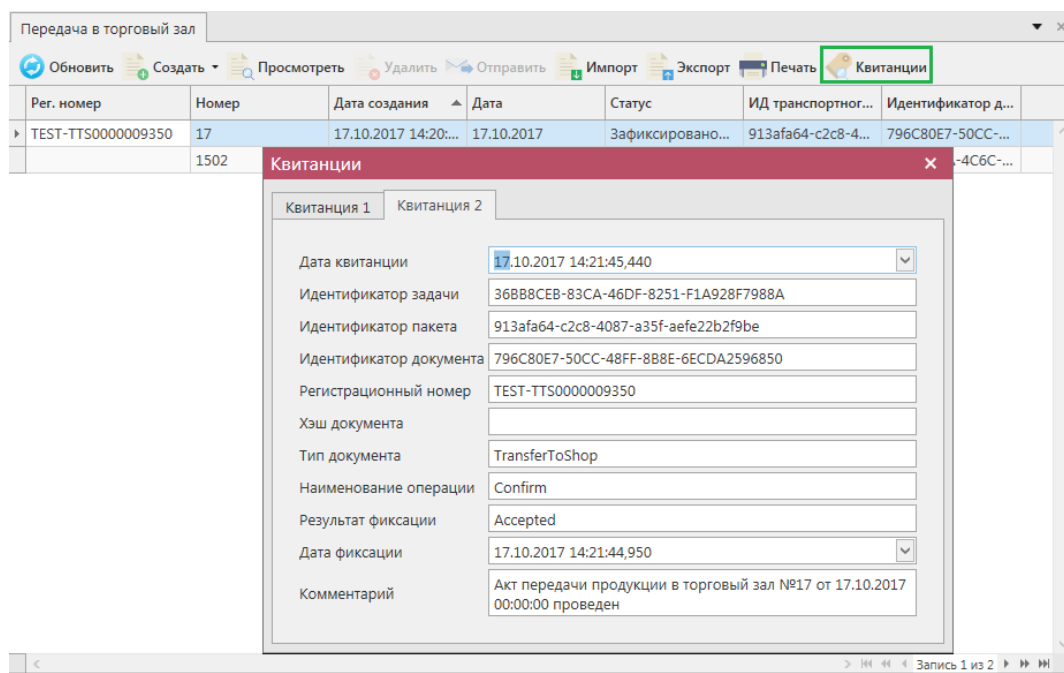 Передача в торговый зал
Обновить Создать Просмотреть Удалить Отправить Импорт Экспорт Печать Квитанции
Рег. номер Номер Дата создания Дата Статус ИД транспортног... Идентификатор д...
TEST-TTS0000009350 17 17.10.2017 14:20:... 17.10.2017 Зафиксировано... 913afa64-c2c8-4... 796C80E7-50CC-...
1502 -4C6C-...
Квитанции
Квитанция 1 Квитанция 2
Дата квитанции 17.10.2017 14:21:45,440
Идентификатор задачи 36BB8CEB-83CA-46DF-8251-F1A928F7988A
Идентификатор пакета 913afa64-c2c8-4087-a35f-aefe22b2f9be
Идентификатор документа 796C80E7-50CC-48FF-8B8E-6ECDA2596850
Регистрационный номер TEST-TTS0000009350
Хэш документа
Тип документа TransferToShop
Наименование операции Confirm
Результат фиксации Accepted
Дата фиксации 17.10.2017 14:21:44,950
Комментарий Акт передачи продукции в торговый зал №17 от 17.10.2017
00:00:00 проведен
Запись 1 из 2